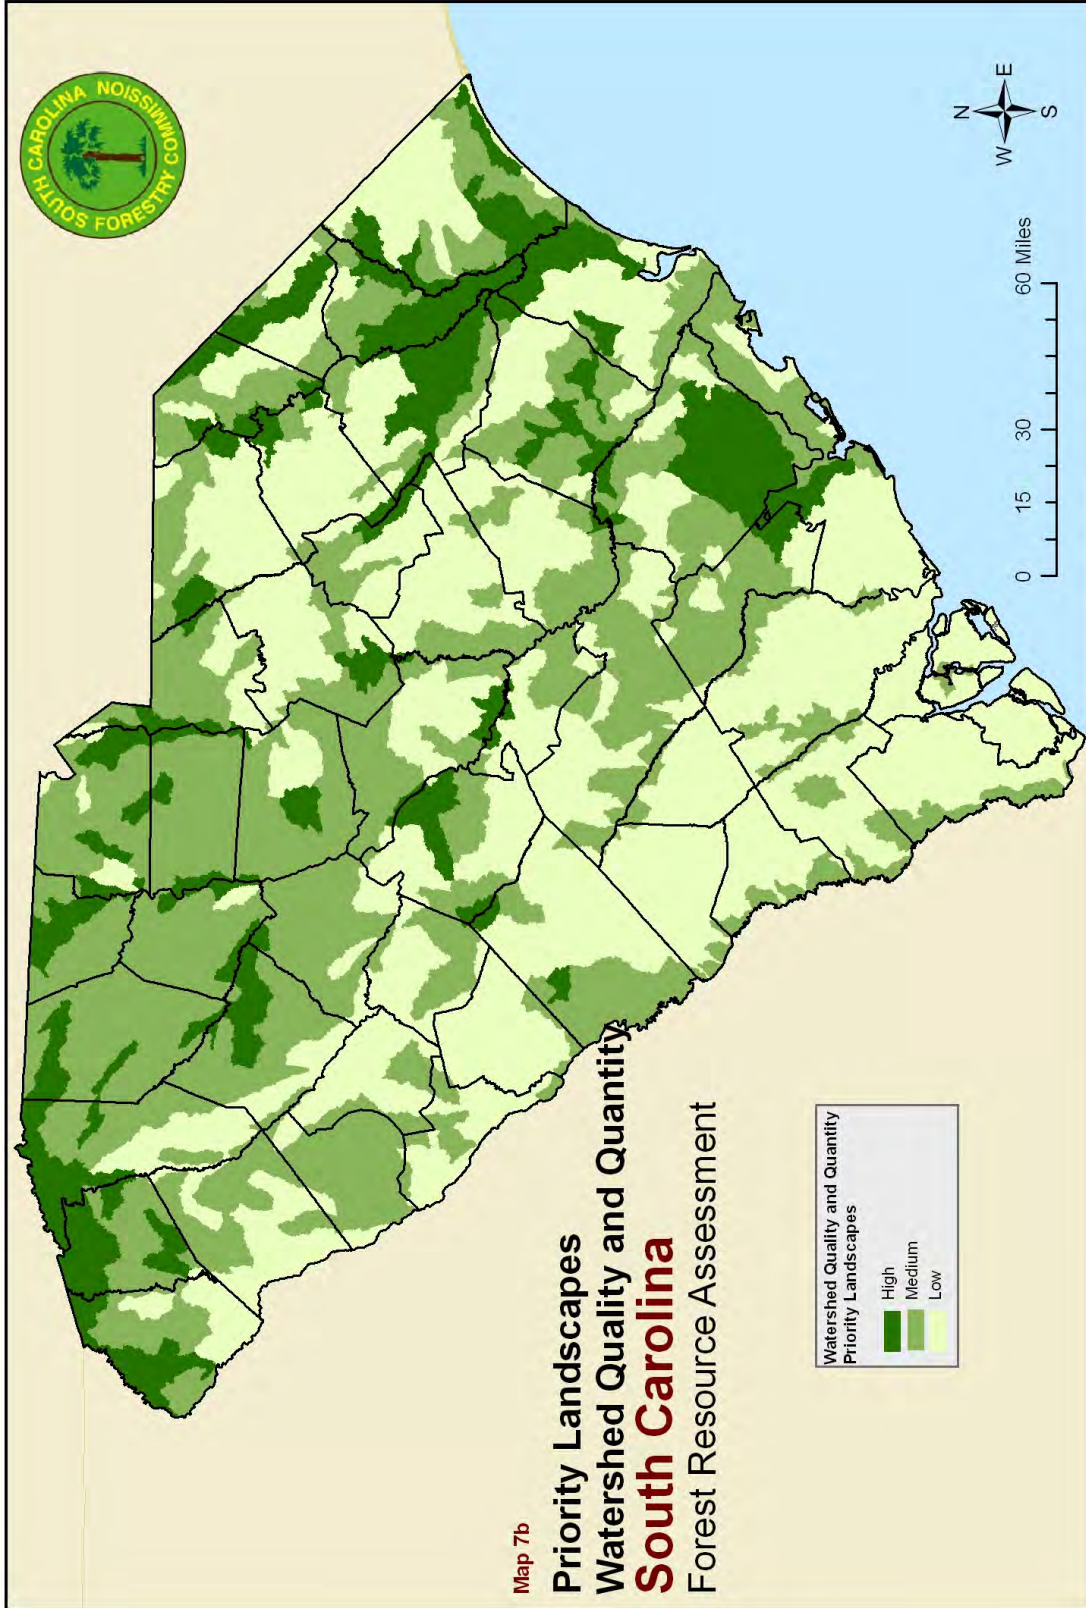 SOUTH CAROLINA
FORESTRY COMMISSION
N
W
E
S
0
15
30
60 Miles
Map 7b
Priority Landscapes
Watershed Quality and Quantity
South Carolina
Forest Resource Assessment
Watershed Quality and Quantity
Priority Landscapes
High
Medium
Low